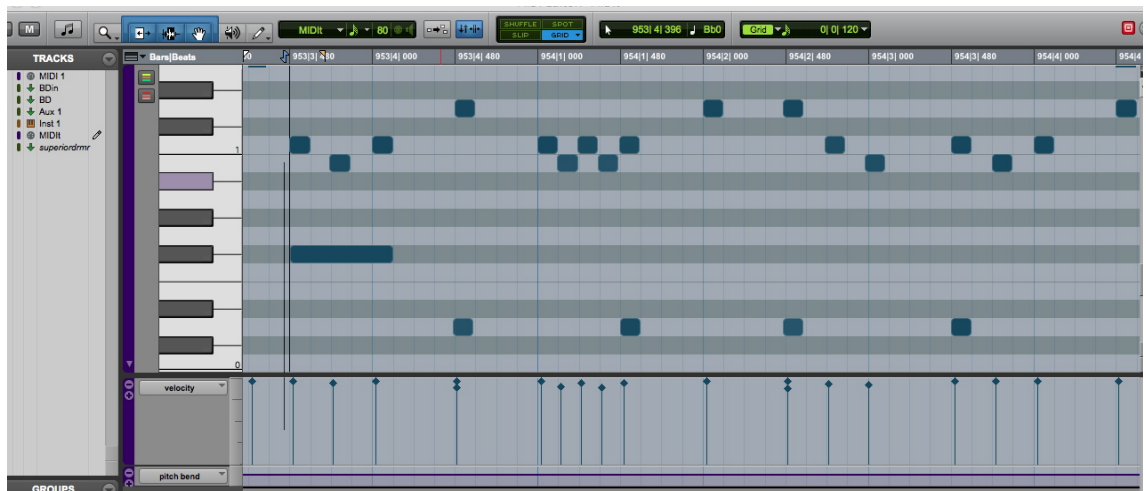 M MIDIt 80 SHUFFLE SPOT SLIP GRID 953| 4| 396 Bb0 Grid 0| 0| 120
TRACKS Bars|Beats 953|3| 480 953|4| 000 953|4| 480 954|1| 000 954|1| 480 954|2| 000 954|2| 480 954|3| 000 954|3| 480 954|4| 000 954|4
MIDI 1
BDin
BD
Aux 1
Inst 1
MIDIt
superiordrmr
1
0
velocity
pitch bend
GROUPS